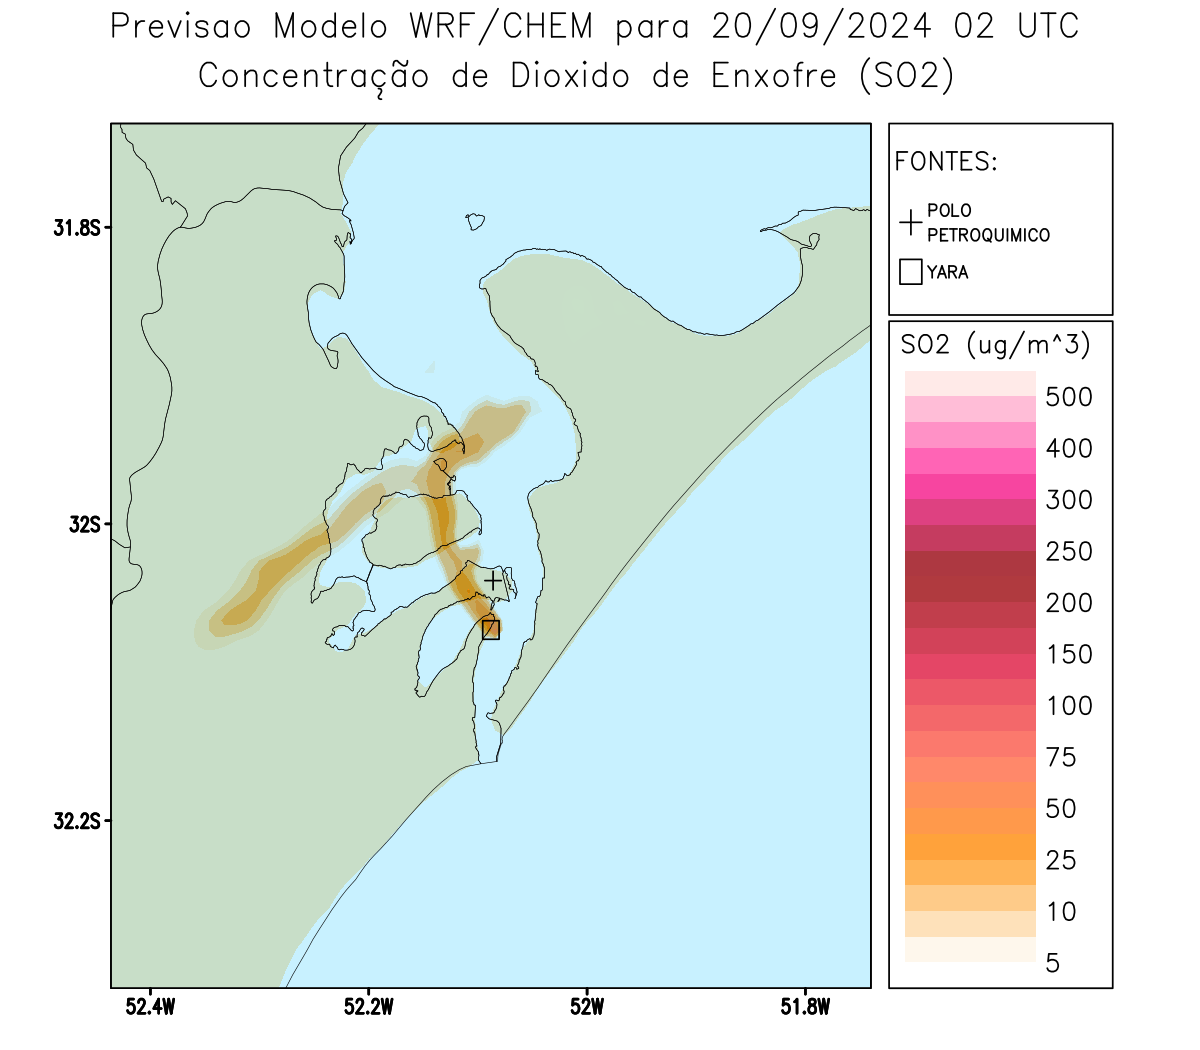 Previsao Modelo WRF/CHEM para 20/09/2024 02 UTC
Concentração de Dioxido de Enxofre (SO2)
FONTES:
POLO
PETROQUIMICO
YARA
SO2 (ug/m^3)
500
400
300
250
200
150
100
75
50
25
10
5
31.8S
32S
32.2S
52.4W
52.2W
52W
51.8W